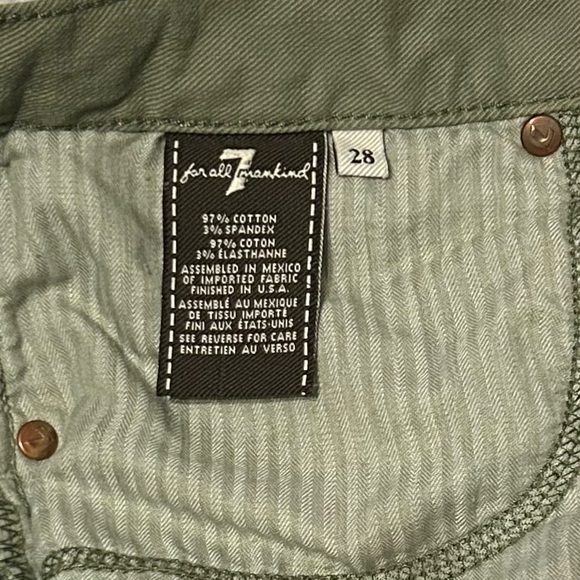 7
for all mankind
28
97% COTTON
3% SPANDEX
97% COTON
3% ÉLASTHANNE
ASSEMBLED IN MEXICO
OF IMPORTED FABRIC
FINISHED IN U.S.A.
ASSEMBLÉ AU MEXIQUE
DE TISSU IMPORTÉ
FINI AUX ÉTATS-UNIS
SEE REVERSE FOR CARE
ENTRETIEN AU VERSO